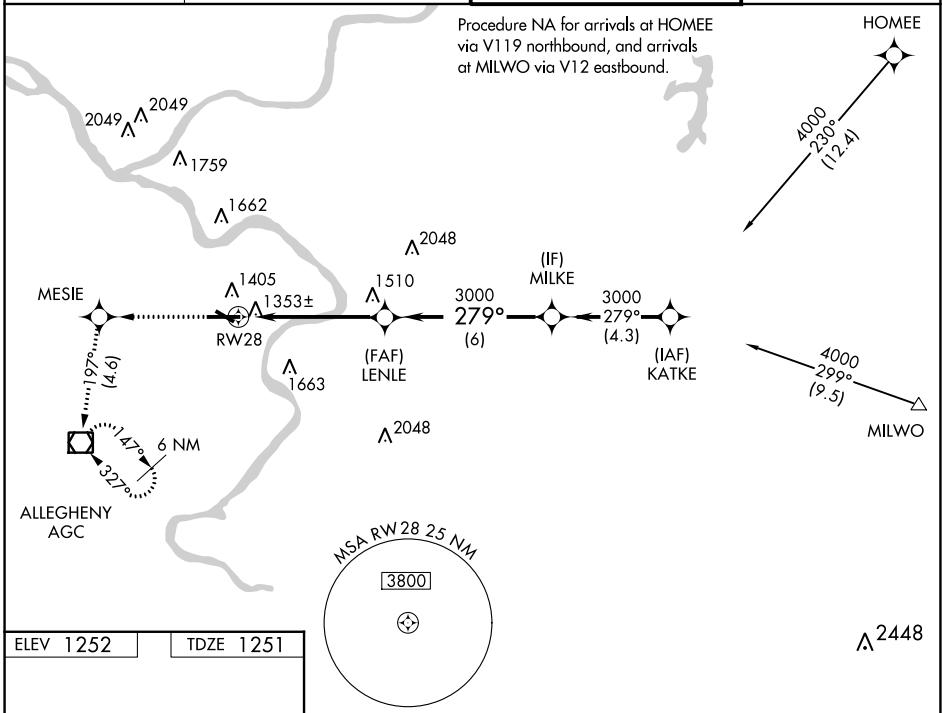 Procedure NA for arrivals at HOMEE
via V119 northbound, and arrivals
at MILWO via V12 eastbound.
HOMEE
4000
230°
(12.4)
2049
2049
1759
1662
2048
1405
1353±
1510
MESIE
RW28
(FAF)
LENLE
3000
279°
(6)
(IF)
MILKE
3000
279°
(4.3)
(IAF)
KATKE
4000
299°
(9.5)
MILWO
1663
2048
197°
(4.6)
147°
6 NM
327°
ALLEGHENY
AGC
MSA RW28 25 NM
3800
2448
ELEV 1252
TDZE 1251